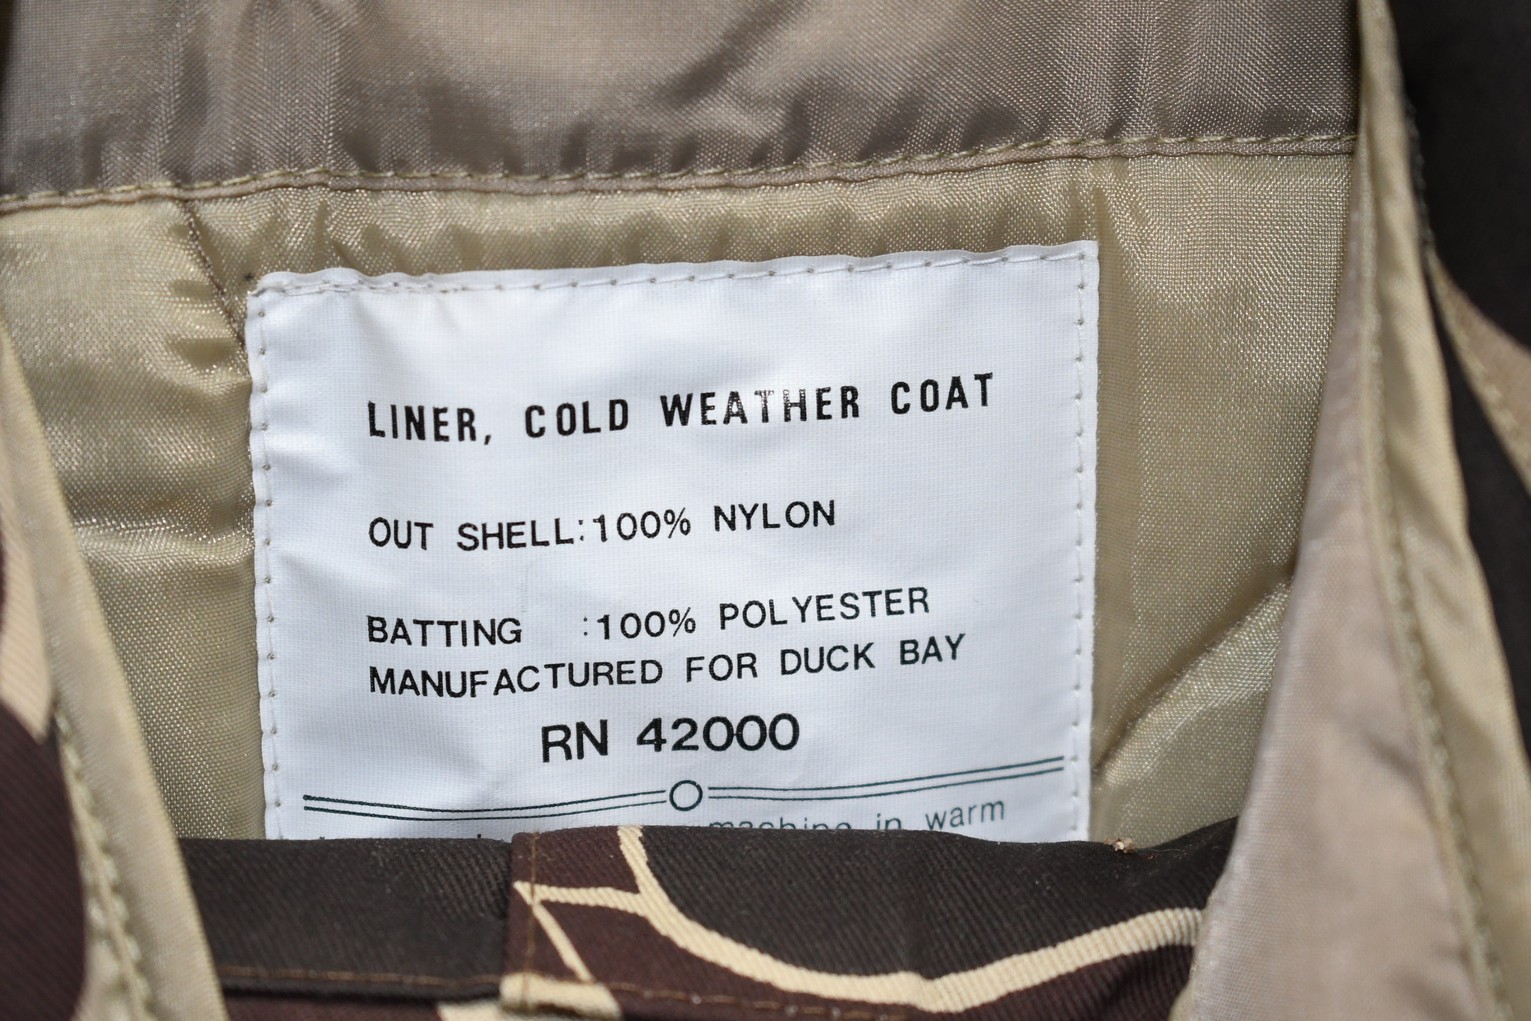 LINER, COLD WEATHER COAT
OUT SHELL:100% NYLON
BATTING :100% POLYESTER
MANUFACTURED FOR DUCK BAY
RN 42000
machine in warm